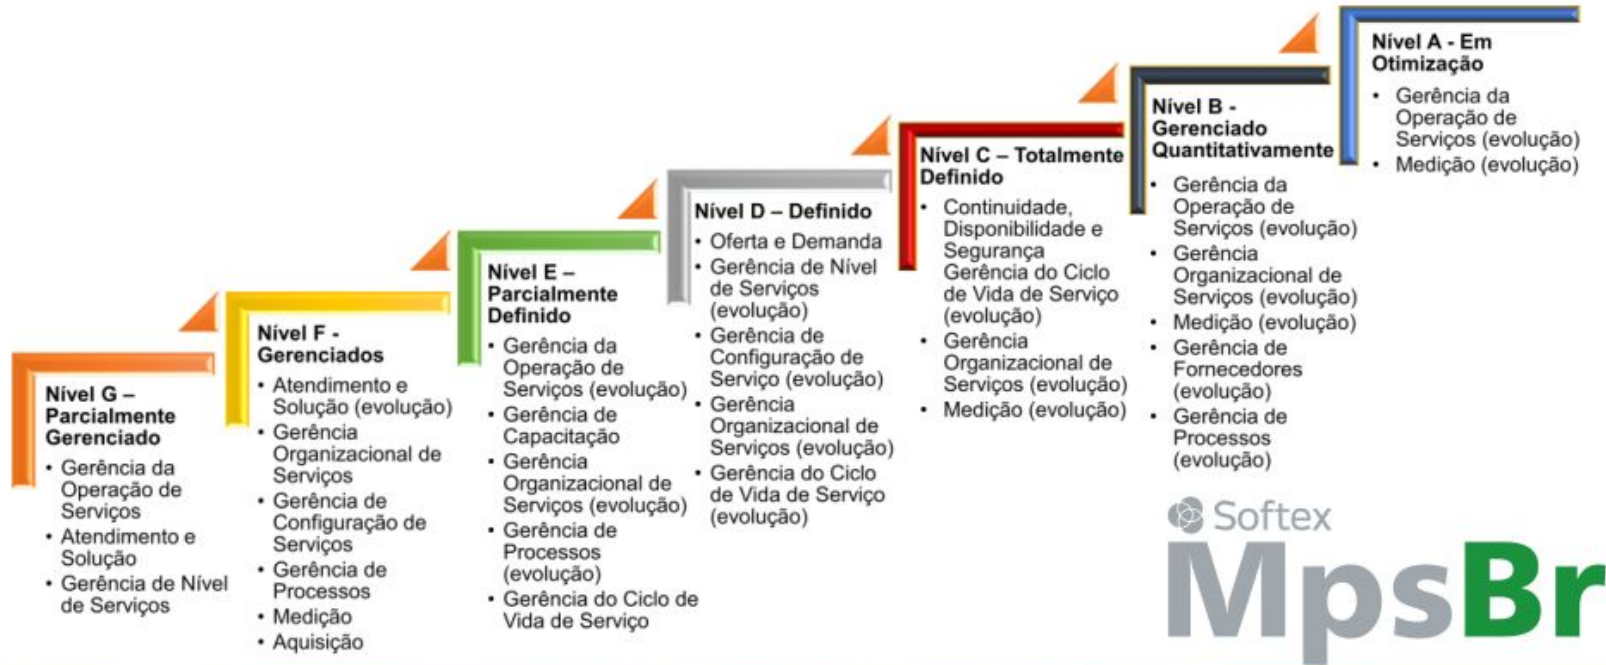 Nível G –
Parcialmente
Gerenciado
• Gerência da
Operação de
Serviços
• Atendimento e
Solução
• Gerência de Nível
de Serviços
Nível F -
Gerenciados
• Atendimento e
Solução (evolução)
• Gerência
Organizacional de
Serviços
• Gerência de
Configuração de
Serviços
• Gerência de
Processos
• Medição
• Aquisição
Nível E –
Parcialmente
Definido
• Gerência da
Operação de
Serviços (evolução)
• Gerência de
Capacitação
• Gerência
Organizacional de
Serviços (evolução)
• Gerência de
Processos
(evolução)
• Gerência do Ciclo de
Vida de Serviço
Nível D – Definido
• Oferta e Demanda
• Gerência de Nível
de Serviços
(evolução)
• Gerência de
Configuração de
Serviço (evolução)
• Gerência
Organizacional de
Serviços (evolução)
• Gerência do Ciclo
de Vida de Serviço
(evolução)
Nível C – Totalmente
Definido
• Continuidade,
Disponibilidade e
Segurança
Gerência do Ciclo
de Vida de Serviço
(evolução)
• Gerência
Organizacional de
Serviços (evolução)
• Medição (evolução)
Nível B -
Gerenciado
Quantitativamente
• Gerência da
Operação de
Serviços (evolução)
• Gerência
Organizacional de
Serviços (evolução)
• Medição (evolução)
• Gerência de
Fornecedores
(evolução)
• Gerência de
Processos
(evolução)
Nível A - Em
Otimização
• Gerência da
Operação de
Serviços (evolução)
• Medição (evolução)
Softex
MpsBr